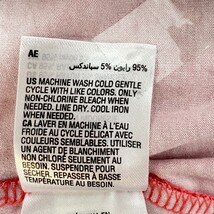 AE
95% رايون 5% سباندكس
US MACHINE WASH COLD GENTLE
CYCLE WITH LIKE COLORS. ONLY
NON-CHLORINE BLEACH WHEN
NEEDED. LINE DRY. COOL IRON
WHEN NEEDED.
CA LAVER EN MACHINE À L'EAU
FROIDE AU CYCLE DÉLICAT AVEC
COULEURS SEMBLABLES. UTILISER
UN AGENT DE BLANCHIMENT
NON CHLORÉ SEULEMENT AU
BESOIN. SUSPENDRE POUR
SÉCHER. REPASSER À BASSE
TEMPÉRATURE AU BESOIN.